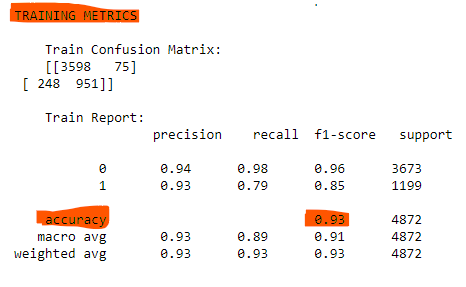 TRAINING METRICS
Train Confusion Matrix:
[[3598 75]
[ 248 951]]
Train Report:
precision recall f1-score support
0 0.94 0.98 0.96 3673
1 0.93 0.79 0.85 1199
accuracy 0.93 4872
macro avg 0.93 0.89 0.91 4872
weighted avg 0.93 0.93 0.93 4872